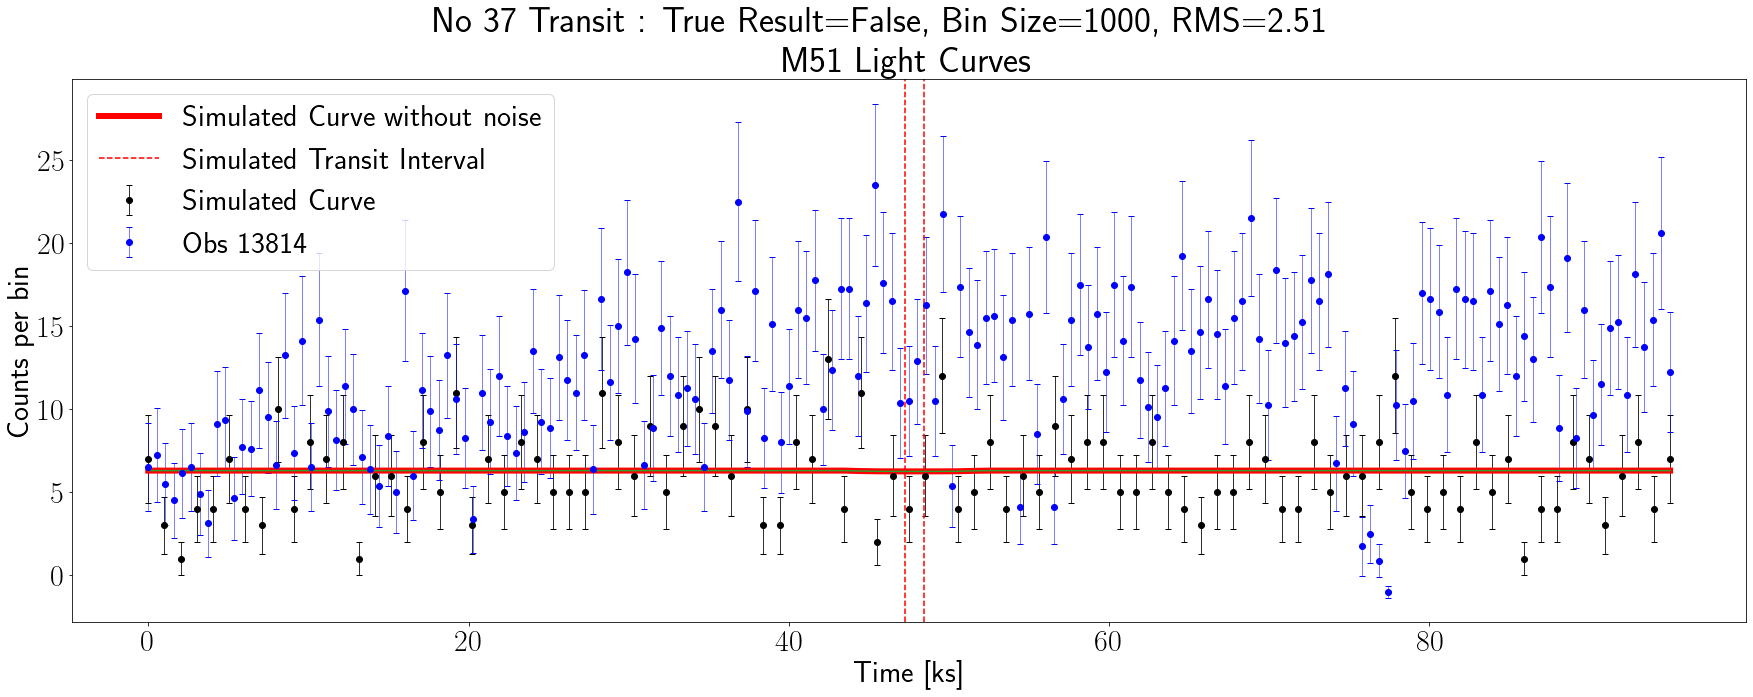 No 37 Transit : True Result=False, Bin Size=1000, RMS=2.51
M51 Light Curves
Simulated Curve without noise
Simulated Transit Interval
Simulated Curve
Obs 13814
Counts per bin
25
20
15
10
5
0
0 20 40 60 80
Time [ks]